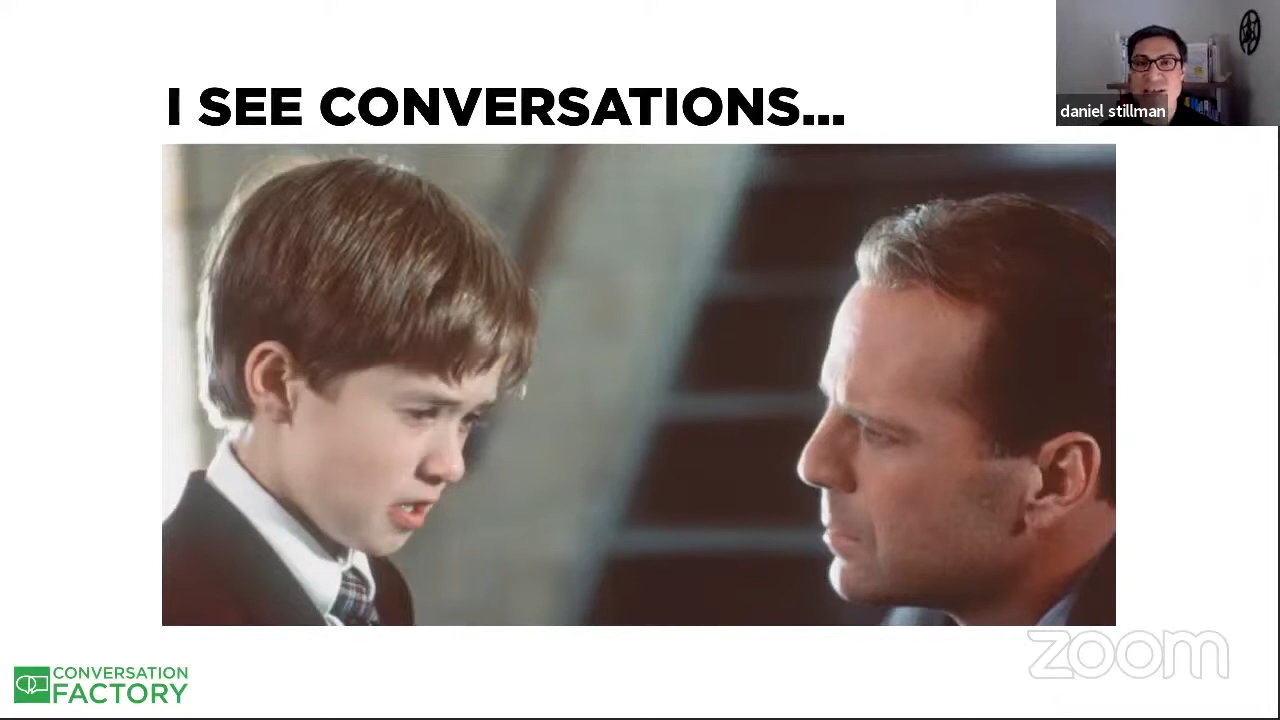 I SEE CONVERSATIONS...
daniel stillman
zoom
CONVERSATION
FACTORY